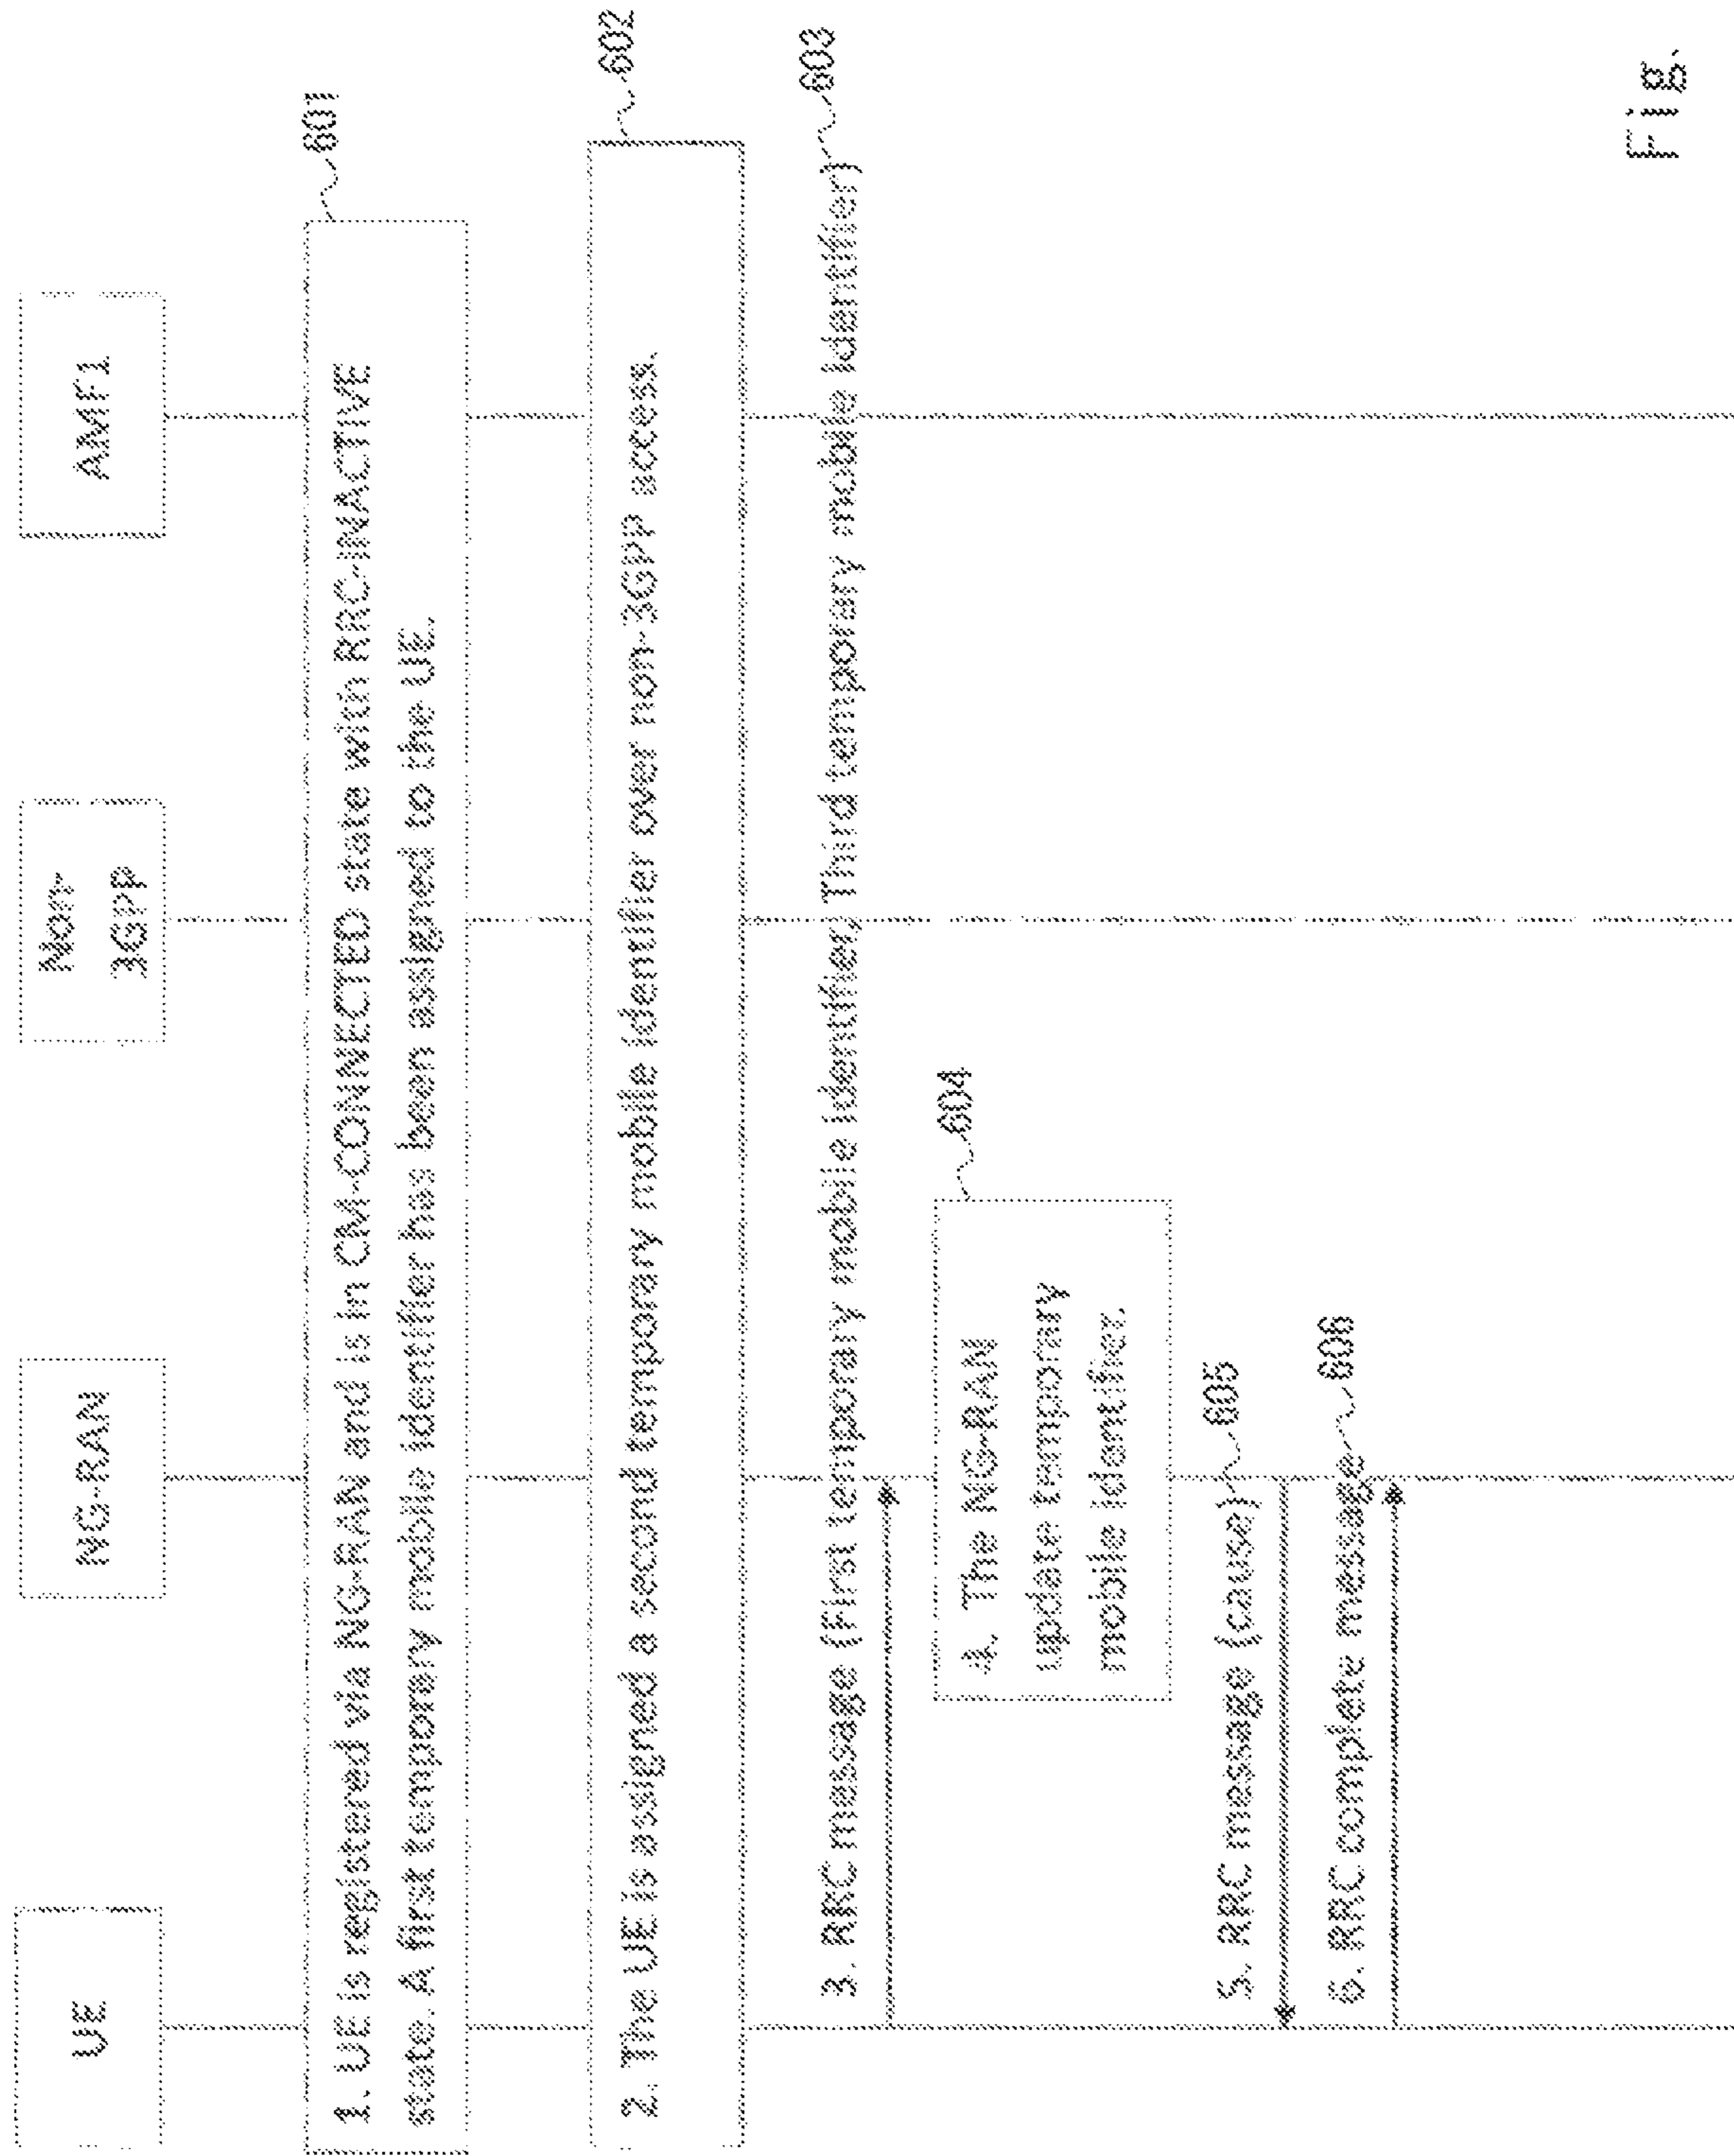 UE
NG-RAN
Non-
3GPP
AMF1
1. UE is registered via NG-RAN and is in CM-CONNECTED state with RRC-INACTIVE
state. A first temporary mobile identifier has been assigned to the UE.
601
2. The UE is assigned a second temporary mobile identifier over non-3GPP access.
602
3. RRC message (First temporary mobile identifier, Third temporary mobile identifier)
603
4. The NG-RAN
update temporary
mobile identifier.
604
5. RRC message (cause)
605
6. RRC complete message
606
Fig.